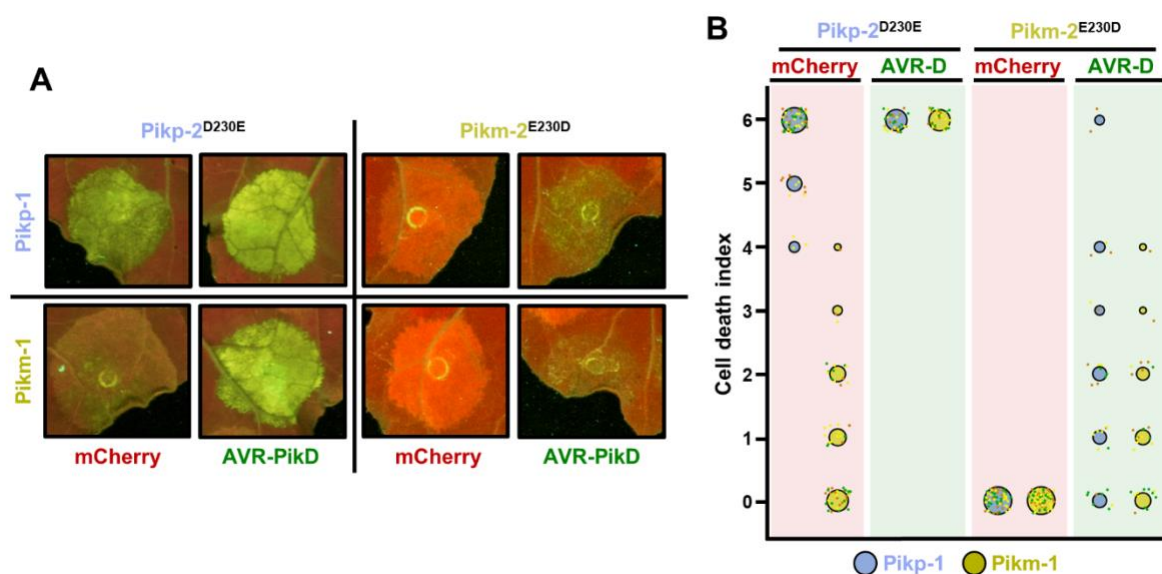 A
Pikp-2D230E
Pikm-2E230D
Pikp-1
Pikm-1
mCherry
AVR-PikD
mCherry
AVR-PikD
B
Pikp-2D230E
Pikm-2E230D
mCherry
AVR-D
mCherry
AVR-D
Cell death index
6
5
4
3
2
1
0
Pikp-1
Pikm-1